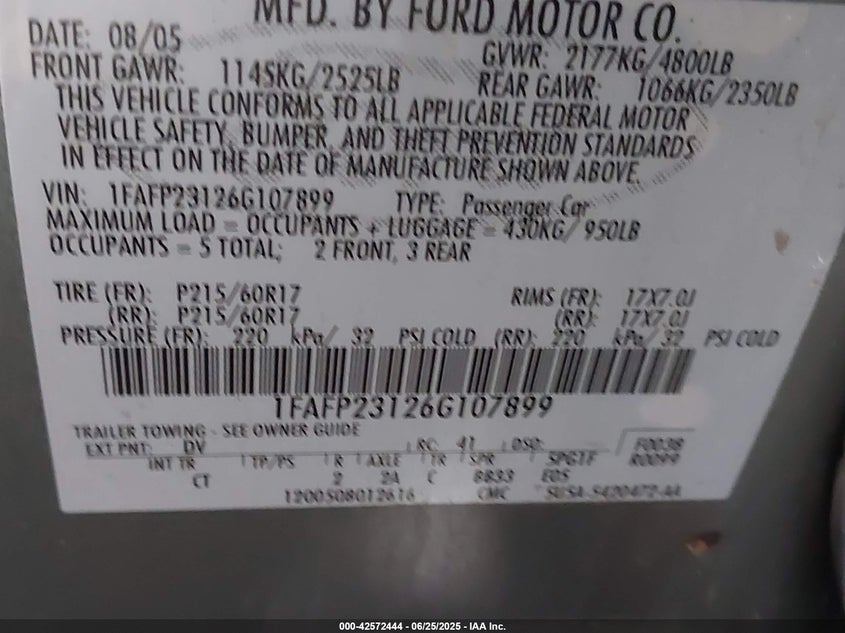 MFD. BY FORD MOTOR CO.
DATE: 08/05 GVWR: 2177KG/4800LB
FRONT GAWR: 1145KG/2525LB REAR GAWR: 1066KG/2350LB
THIS VEHICLE CONFORMS TO ALL APPLICABLE FEDERAL MOTOR
VEHICLE SAFETY, BUMPER, AND THEFT PREVENTION STANDARDS
IN EFFECT ON THE DATE OF MANUFACTURE SHOWN ABOVE.
VIN: 1FAFP23126G107899 TYPE: Passenger Car
MAXIMUM LOAD = OCCUPANTS + LUGGAGE = 430KG/ 950LB
OCCUPANTS = 5 TOTAL; 2 FRONT, 3 REAR
TIRE (FR): P215/60R17 RIMS (FR): 17X7.0J
(RR): P215/60R17 (RR): 17X7.0J
PRESSURE (FR): 220 kPa/ 32 PSI COLD (RR): 220 kPa/ 32 PSI COLD
1FAFP23126G107899
TRAILER TOWING - SEE OWNER GUIDE
EXT PNT: DV RC: 41 DSO: F0038
INT TR TP/PS R AXLE TR SPR SPGTF R0099
CT 2 2A C 8833 E05
1200508012616 CMC 5U5A-5420472-AA
000-42572444 - 06/25/2025 - IAA Inc.